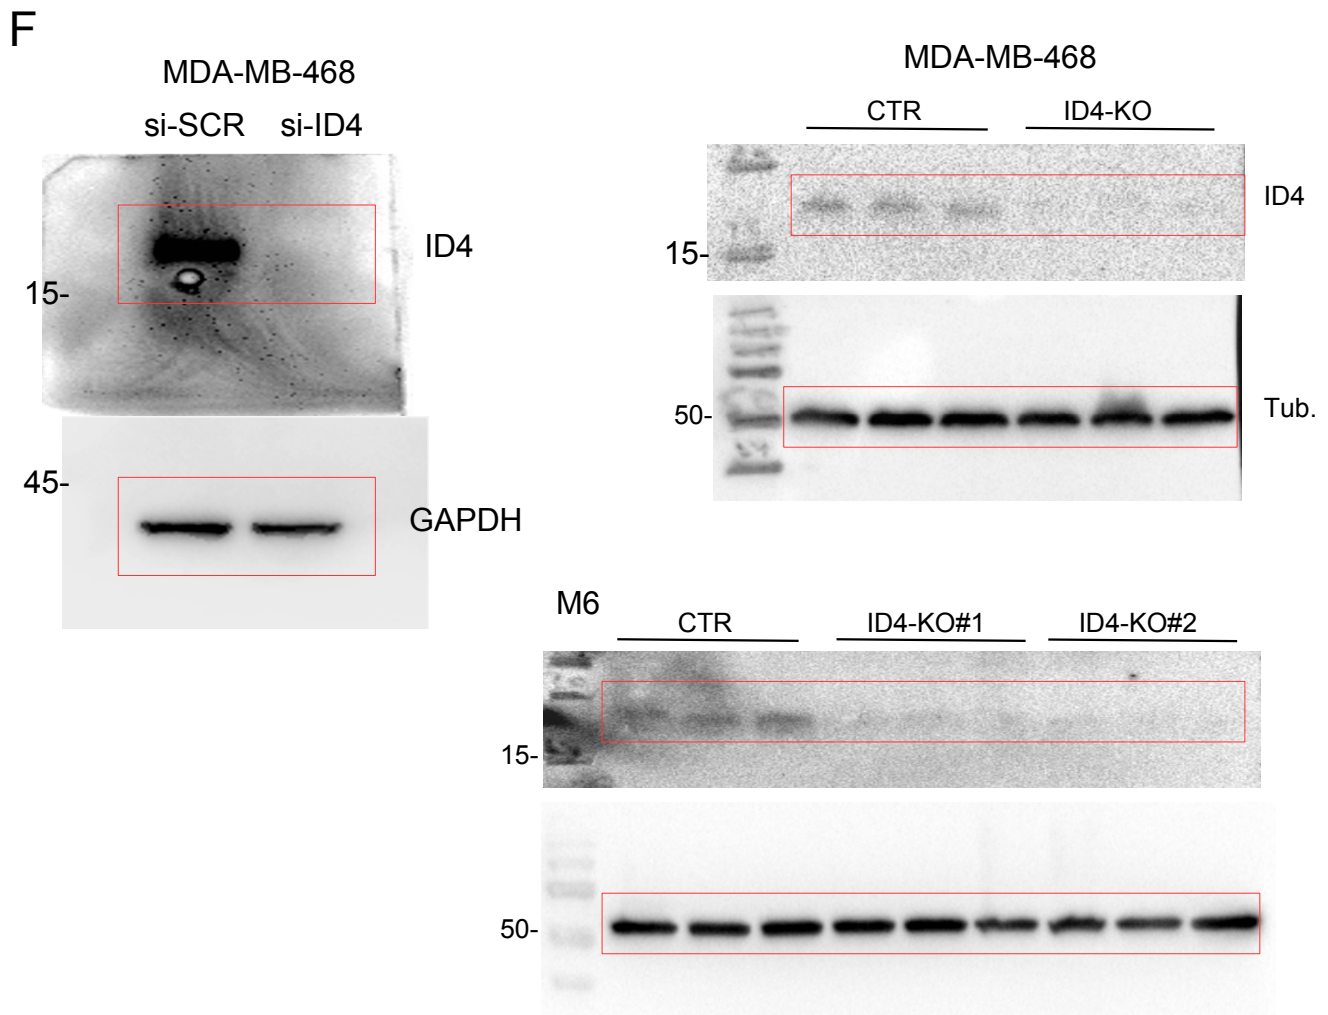 F
MDA-MB-468
si-SCR si-ID4
ID4
15-
45-
GAPDH
MDA-MB-468
CTR ID4-KO
ID4
15-
50-
Tub.
M6
CTR ID4-KO#1 ID4-KO#2
15-
50-